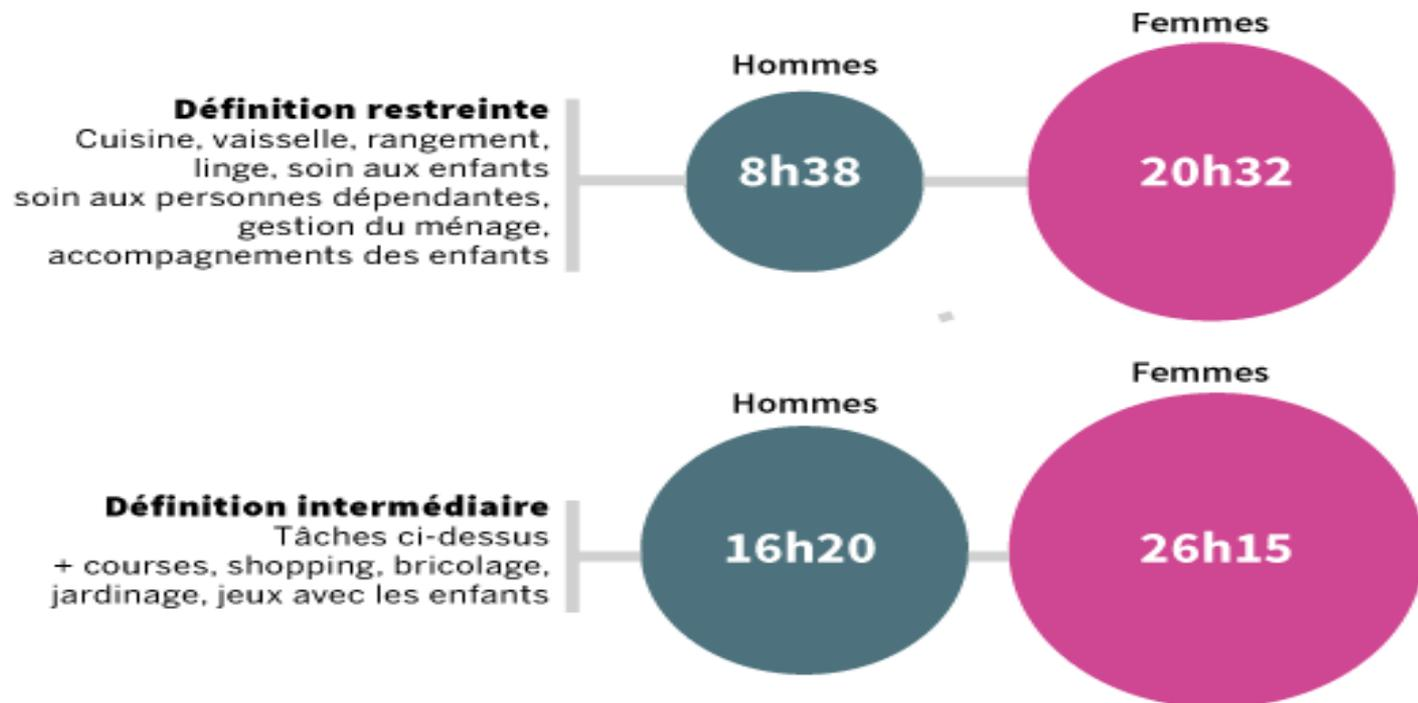 Femmes
Hommes
Définition restreinte
Cuisine, vaisselle, rangement,
linge, soin aux enfants
soin aux personnes dépendantes,
gestion du ménage,
accompagnements des enfants
8h38
20h32
Femmes
Hommes
Définition intermédiaire
Tâches ci-dessus
+ courses, shopping, bricolage,
jardinage, jeux avec les enfants
16h20
26h15